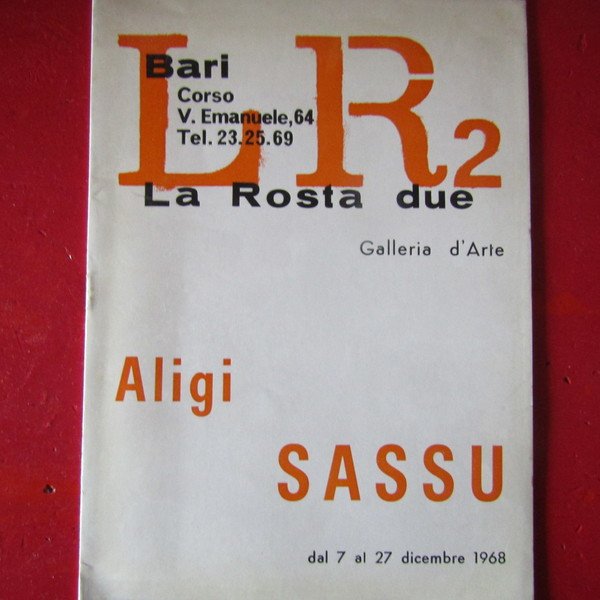 LR2
Bari
Corso
V. Emanuele,64
Tel. 23.25.69
La Rosta due
Galleria d'Arte
Aligi
SASSU
dal 7 al 27 dicembre 1968